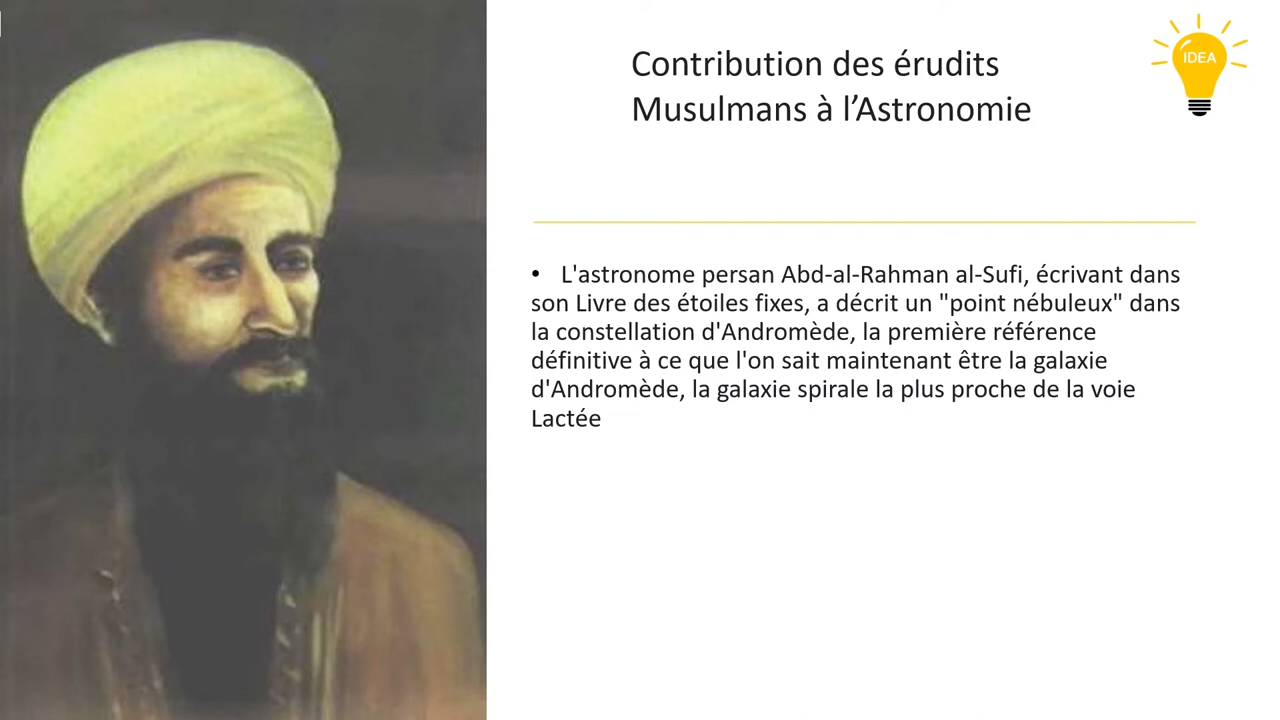 Contribution des érudits
Musulmans à l’Astronomie
IDEA
• L'astronome persan Abd-al-Rahman al-Sufi, écrivant dans
son Livre des étoiles fixes, a décrit un "point nébuleux" dans
la constellation d'Andromède, la première référence
définitive à ce que l'on sait maintenant être la galaxie
d'Andromède, la galaxie spirale la plus proche de la voie
Lactée